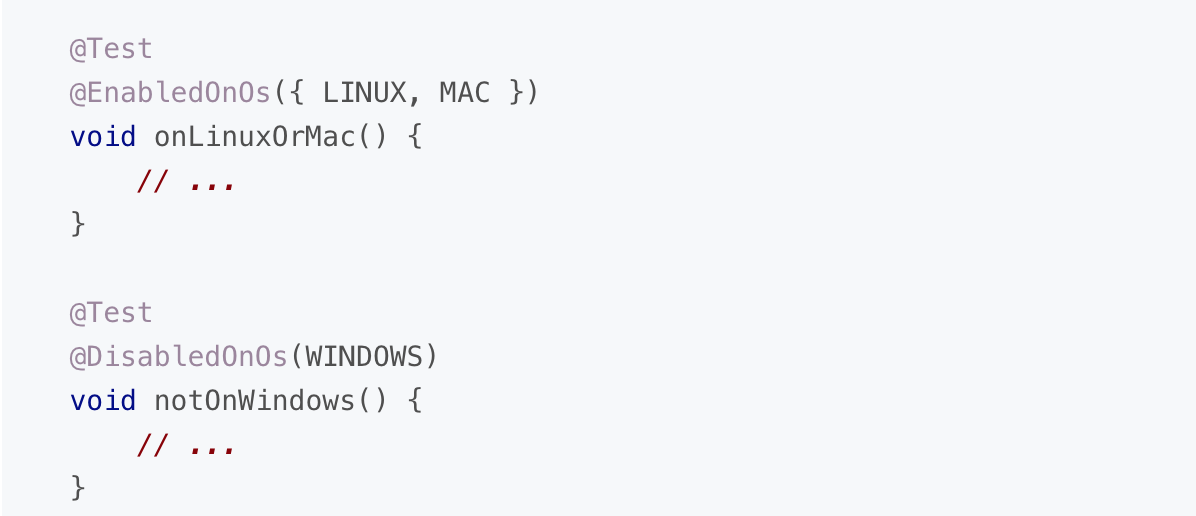 @Test
@EnabledOnOs({ LINUX, MAC })
void onLinuxOrMac() {
    // ...
}
@Test
@DisabledOnOs(WINDOWS)
void notOnWindows() {
    // ...
}